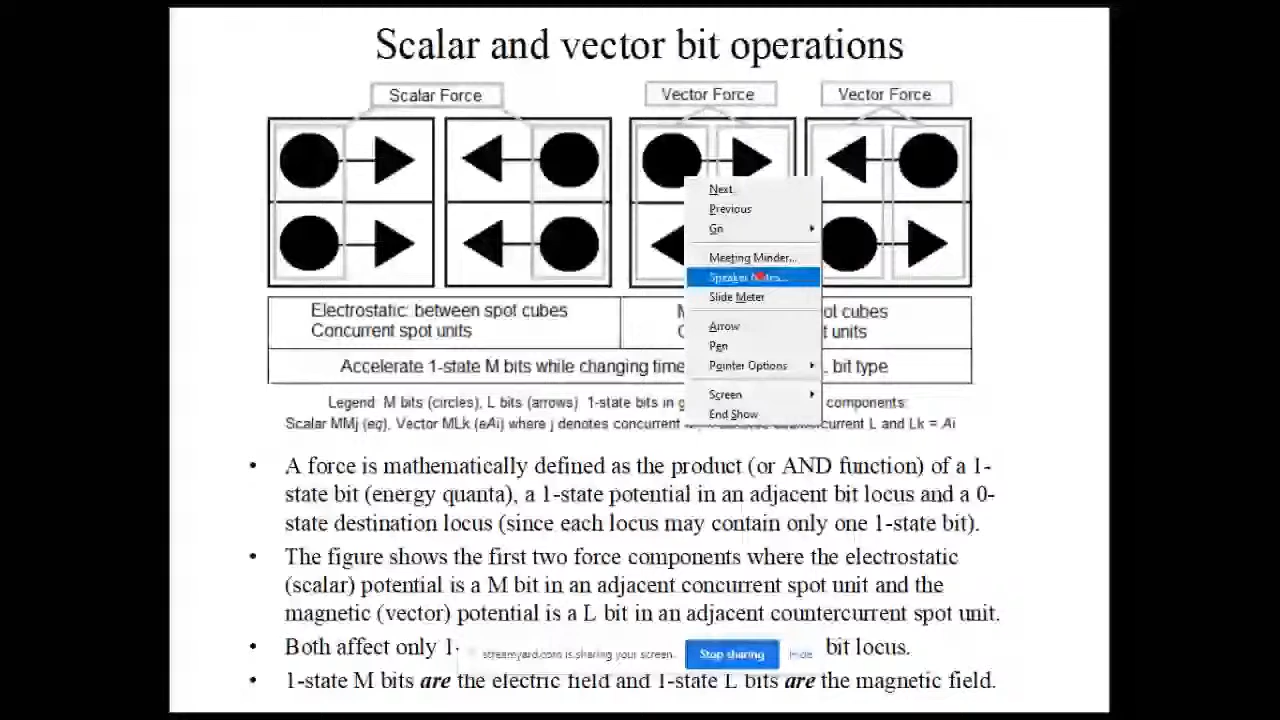 Scalar and vector bit operations
Scalar Force
Vector Force
Vector Force
Next
Previous
Go
Meeting Minder...
Speaker Notes...
Slide Meter
Arrow
Pen
Pointer Options
Screen
End Show
Electrostatic: between spot cubes
Concurrent spot units
M
ot cubes
t units
Accelerate 1-state M bits while changing time
bit type
Legend: M bits (circles), L bits (arrows) 1-state bits in g
components:
Scalar MMj (eq), Vector MLk (eAi) where j denotes concurrent
current L and Lk = Ai
• A force is mathematically defined as the product (or AND function) of a 1-
state bit (energy quanta), a 1-state potential in an adjacent bit locus and a 0-
state destination locus (since each locus may contain only one 1-state bit).
• The figure shows the first two force components where the electrostatic
(scalar) potential is a M bit in an adjacent concurrent spot unit and the
magnetic (vector) potential is a L bit in an adjacent countercurrent spot unit.
• Both affect only 1-
bit locus.
streamyard.com is sharing your screen.
Stop sharing
Hide
• 1-state M bits are the electric field and 1-state L bits are the magnetic field.